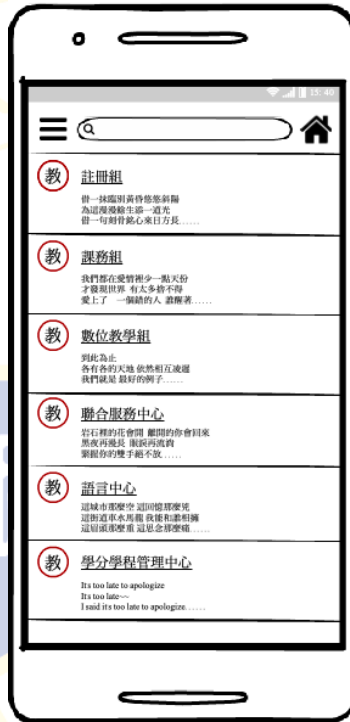 15: 40
教
註冊組
借一抹臨別黃昏悠悠斜陽
為這漫漫餘生添一道光
借一句刻骨銘心來日方長......
教
課務組
我們都在愛情裡少一點天份
才發現世界 有太多捨不得
愛上了 一個錯的人 誰醒著......
教
數位教學組
到此為止
各有各的天地 依然相互凌遲
我們就是 最好的例子......
教
聯合服務中心
岩石裡的花會開 離開的你會回來
黑夜再漫長 眼淚再流淌
緊握你的雙手絕不放......
教
語言中心
這城市那麼空 這回憶那麼兇
這街道車水馬龍 我能和誰相擁
這眉頭那麼重 這思念那麼痛......
教
學分學程管理中心
Its too late to apologize
Its too late~~
I said its too late to apologize......